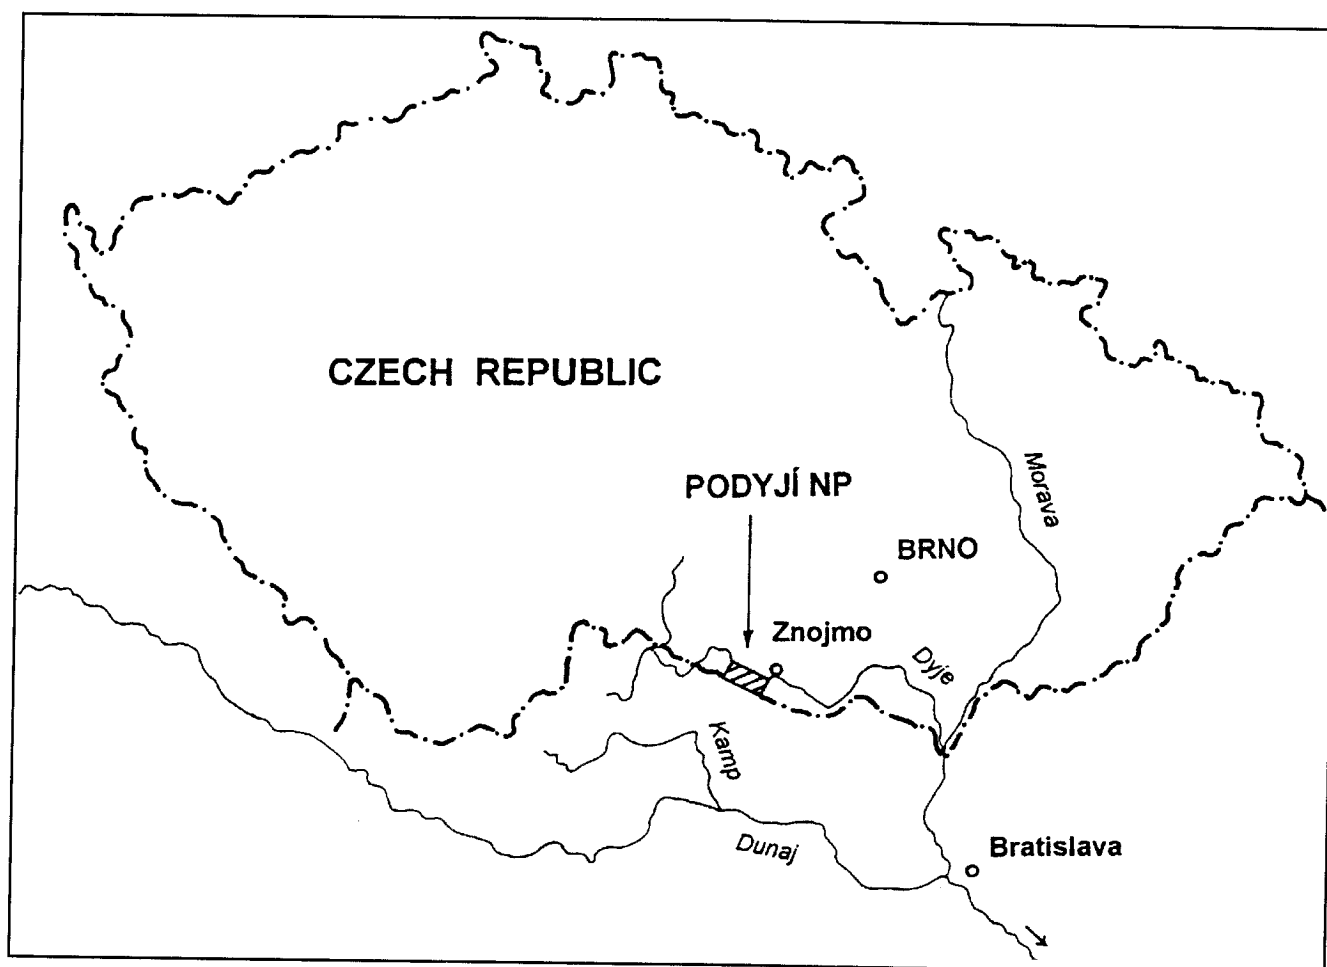 CZECH REPUBLIC
Morava
PODYJÍ NP
BRNO
Znojmo
Dyje
Kamp
Dunaj
Bratislava